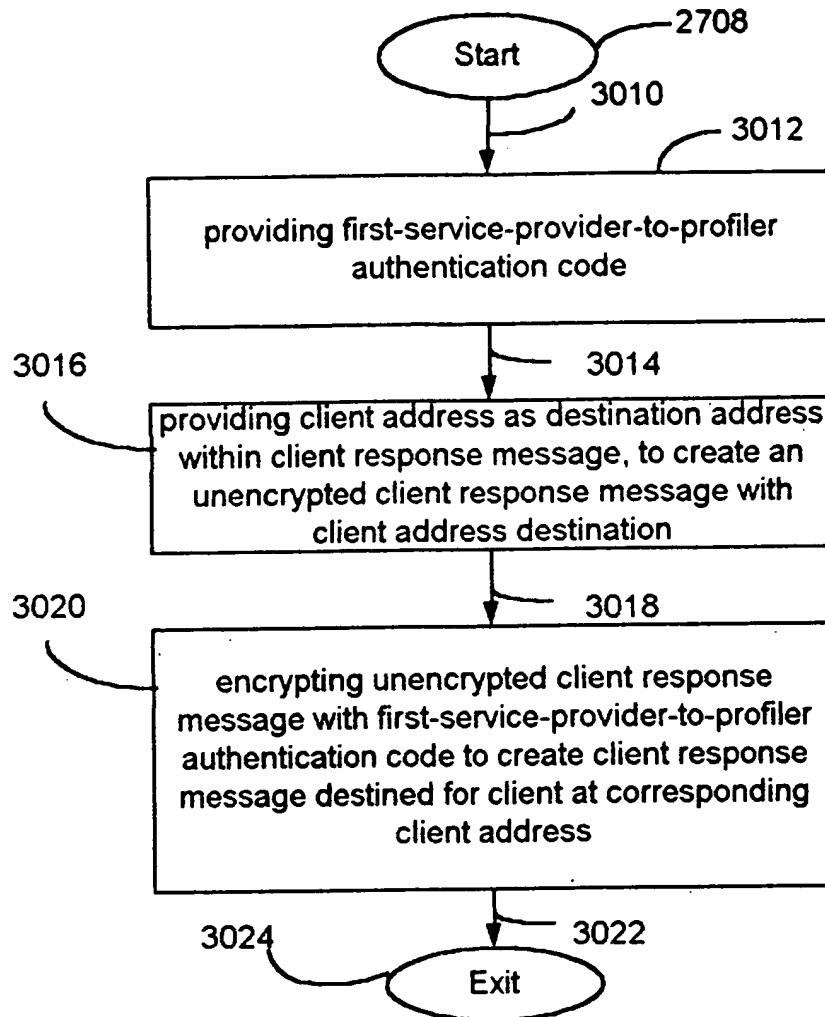 Start
2708
3010
3012
providing first-service-provider-to-profiler
authentication code
3016
3014
providing client address as destination address
within client response message, to create an
unencrypted client response message with
client address destination
3020
3018
encrypting unencrypted client response
message with first-service-provider-to-profiler
authentication code to create client response
message destined for client at corresponding
client address
3024
3022
Exit